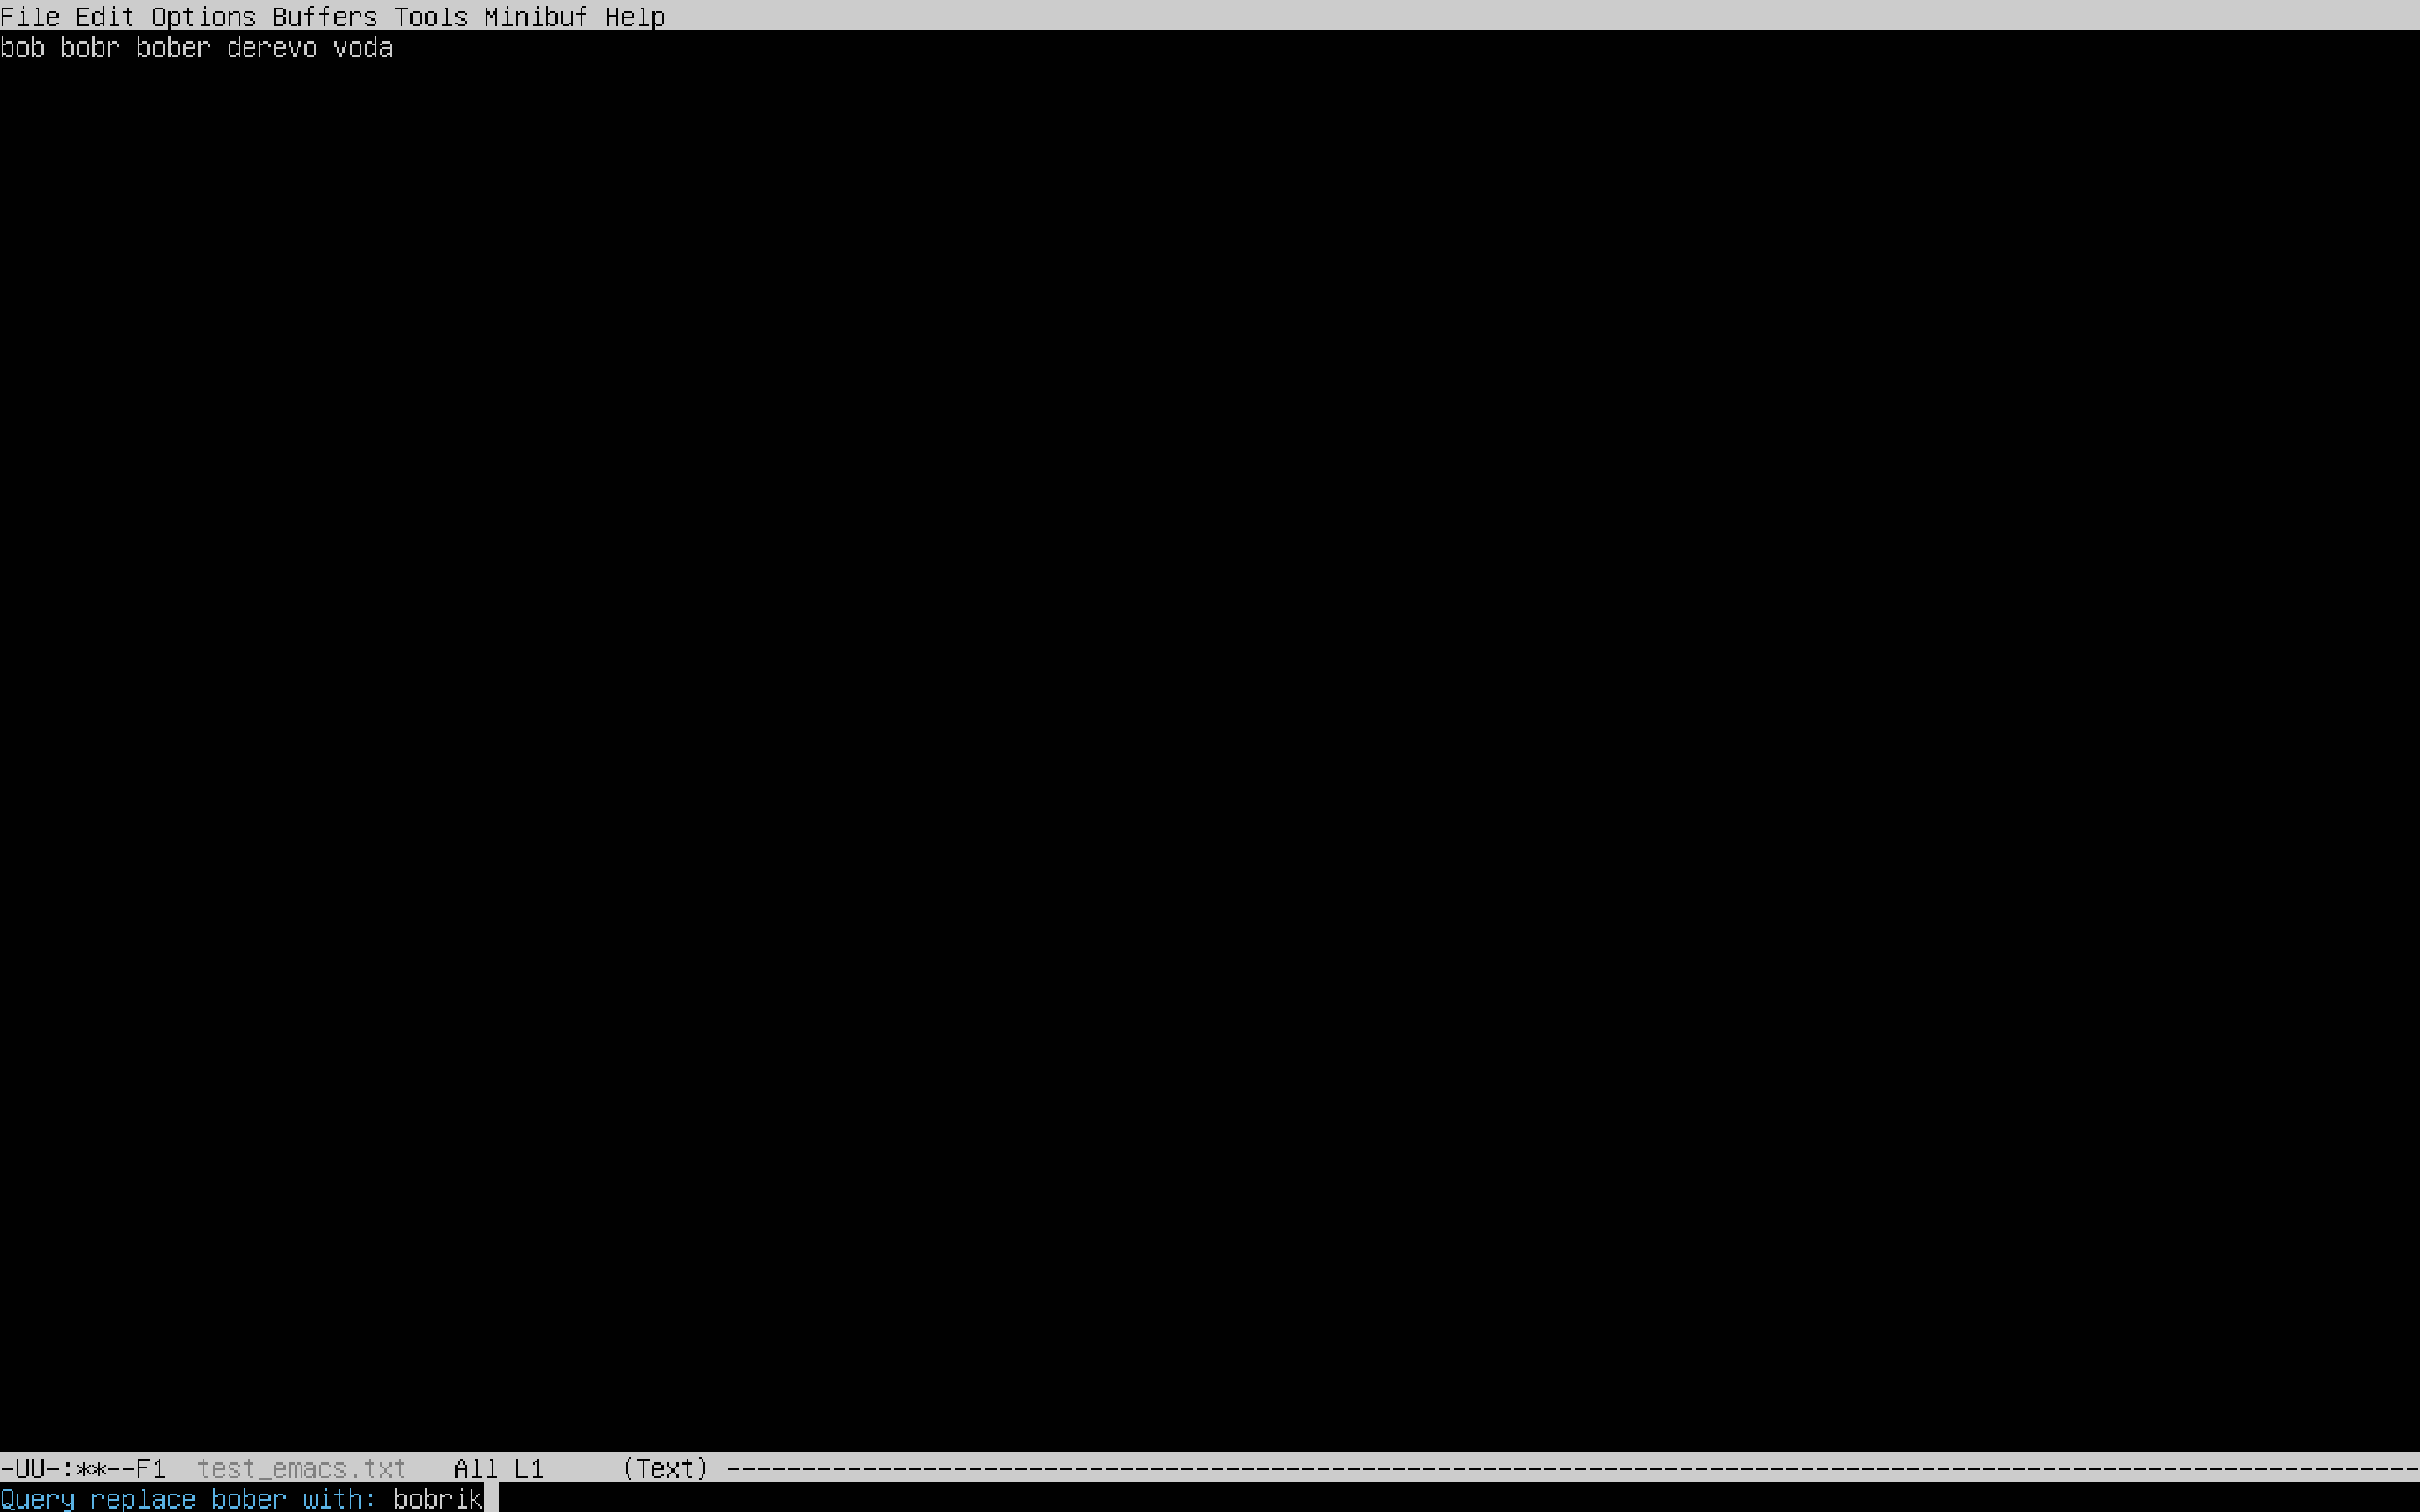 File Edit Options Buffers Tools Minibuf Help
bob bobr bober derevo voda
-UU-:**--F1  test_emacs.txt   All L1     (Text) ----------------------------------------------------------------------------------------------------------------
Query replace bober with: bobrik